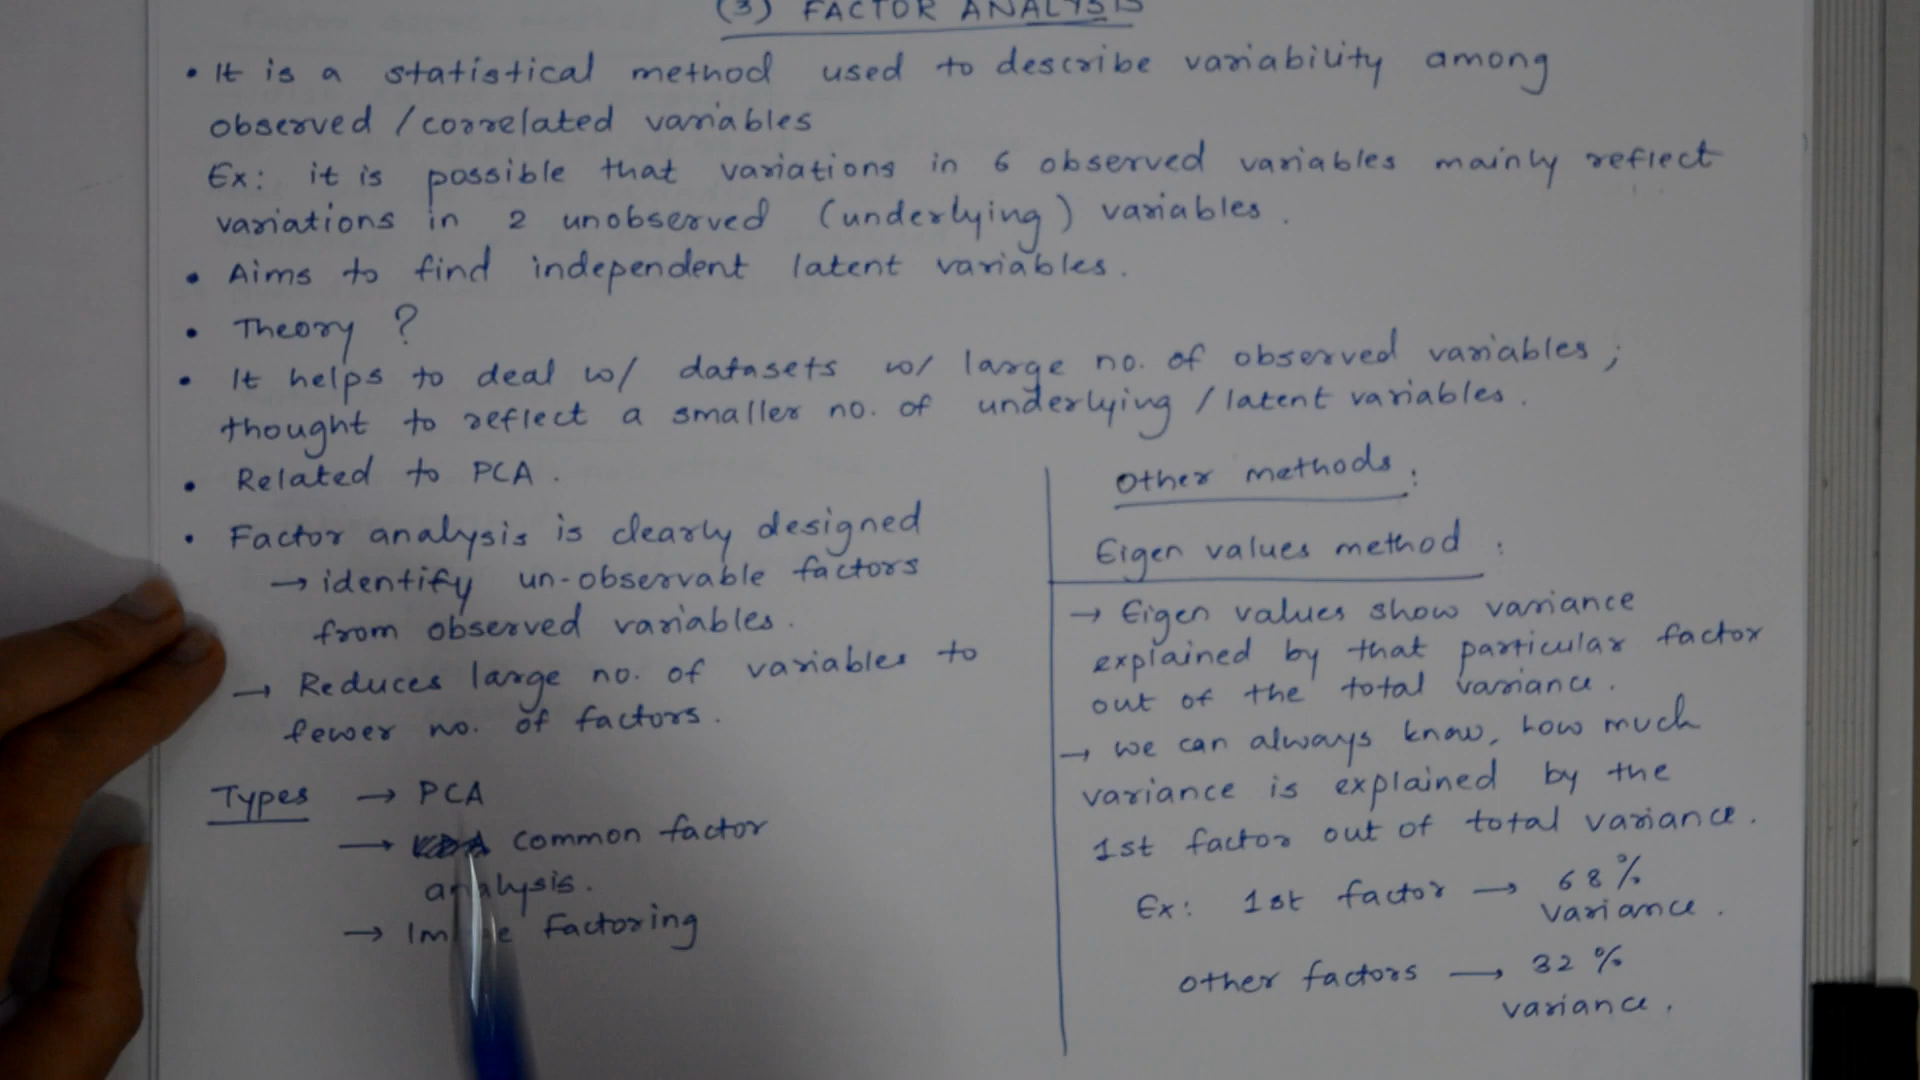 (3) FACTOR ANALYSIS
• It is a statistical method used to describe variability among
observed / correlated variables
Ex: it is possible that variations in 6 observed variables mainly reflect
variations in 2 unobserved (underlying) variables.
• Aims to find independent latent variables.
• Theory ?
• It helps to deal w/ datasets w/ large no. of observed variables;
thought to reflect a smaller no. of underlying / latent variables.
• Related to PCA.
• Factor analysis is clearly designed
→ identify un-observable factors
from observed variables.
→ Reduces large no. of variables to
fewer no. of factors.
Types → PCA
→ common factor
analysis.
→ factoring
Other methods:
Eigen values method:
→ Eigen values show variance
explained by that particular factor
out of the total variance.
→ we can always know, how much
variance is explained by the
1st factor out of total variance.
Ex: 1st factor → 68%
variance.
other factors → 32%
variance.